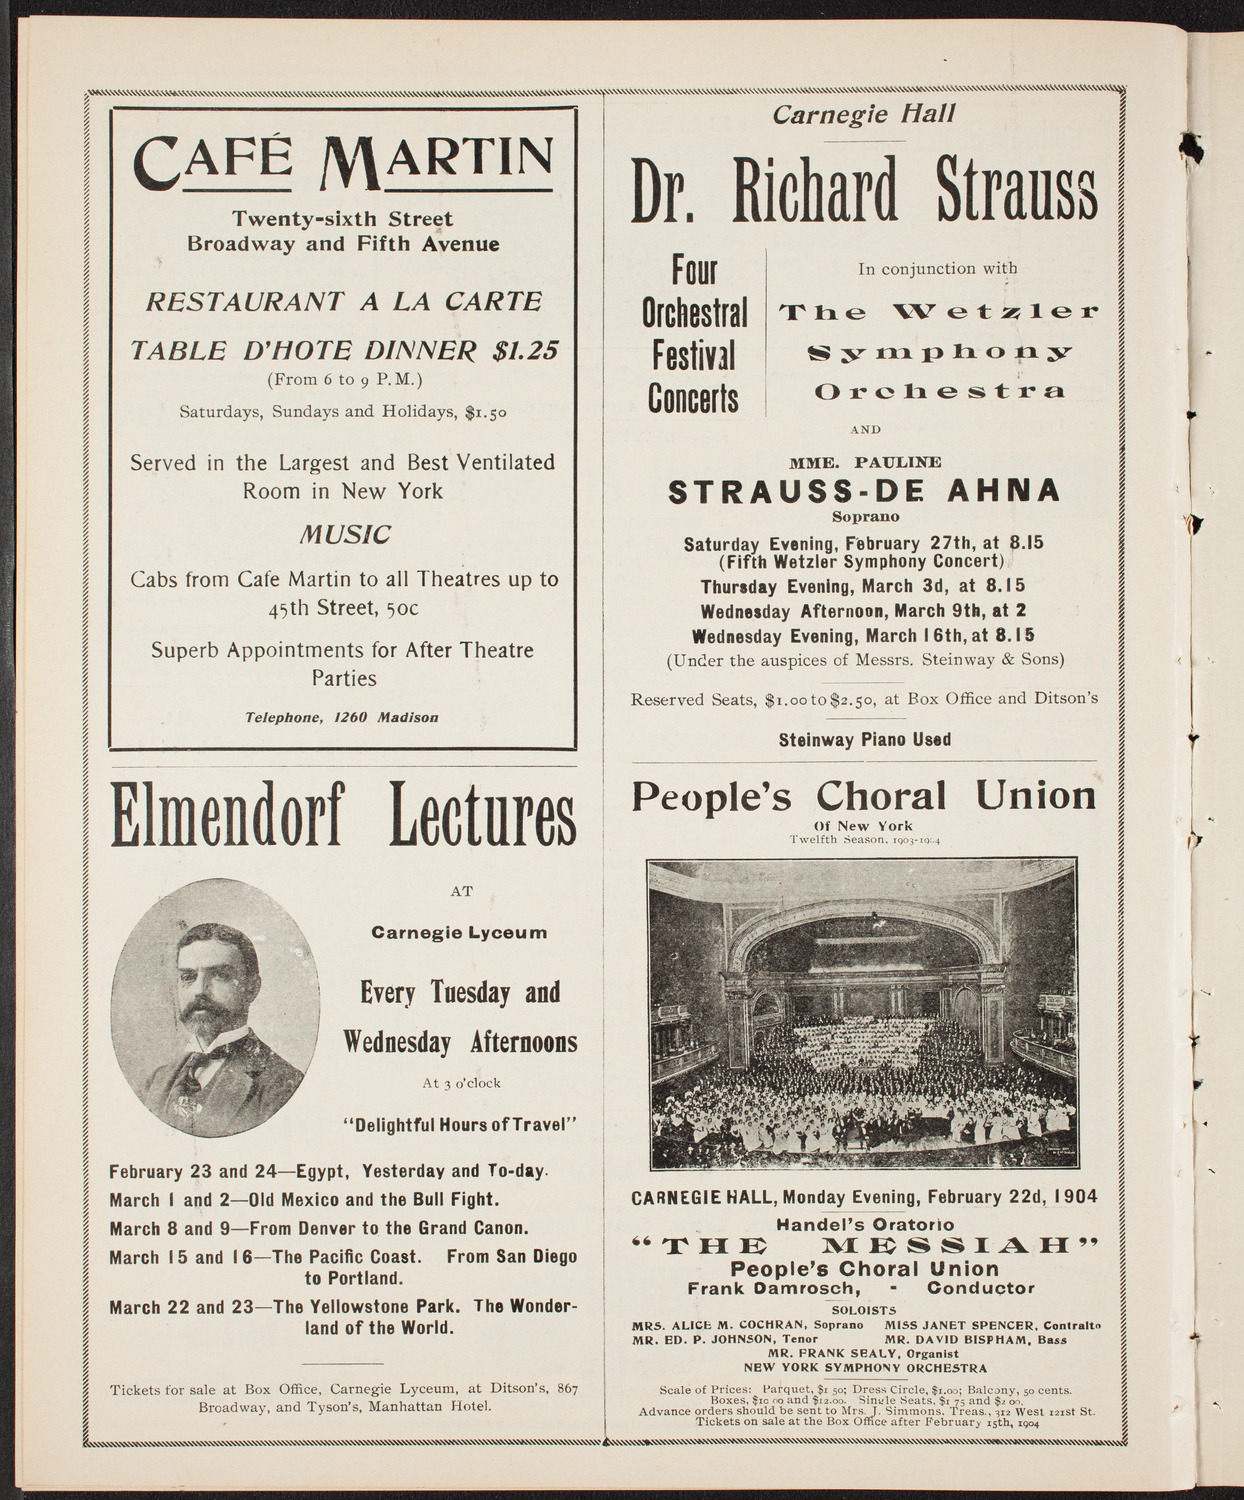 CAFÉ MARTIN
Twenty-sixth Street
Broadway and Fifth Avenue
RESTAURANT A LA CARTE
TABLE D'HOTE DINNER $1.25
(From 6 to 9 P.M.)
Saturdays, Sundays and Holidays, $1.50
Served in the Largest and Best Ventilated
Room in New York
MUSIC
Cabs from Cafe Martin to all Theatres up to
45th Street, 50c
Superb Appointments for After Theatre
Parties
Telephone, 1260 Madison
Elmendorf Lectures
AT
Carnegie Lyceum
Every Tuesday and
Wednesday Afternoons
At 3 o'clock
"Delightful Hours of Travel"
February 23 and 24—Egypt, Yesterday and To-day.
March 1 and 2—Old Mexico and the Bull Fight.
March 8 and 9—From Denver to the Grand Canon.
March 15 and 16—The Pacific Coast. From San Diego
to Portland.
March 22 and 23—The Yellowstone Park. The Wonder-
land of the World.
Tickets for sale at Box Office, Carnegie Lyceum, at Ditson's, 867
Broadway, and Tyson's, Manhattan Hotel.
Carnegie Hall
Dr. Richard Strauss
Four
Orchestral
Festival
Concerts
In conjunction with
The Wetzler
Symphony
Orchestra
AND
MME. PAULINE
STRAUSS-DE AHNA
Soprano
Saturday Evening, February 27th, at 8.15
(Fifth Wetzler Symphony Concert)
Thursday Evening, March 3d, at 8.15
Wednesday Afternoon, March 9th, at 2
Wednesday Evening, March 16th, at 8.15
(Under the auspices of Messrs. Steinway & Sons)
Reserved Seats, $1.00 to $2.50, at Box Office and Ditson's
Steinway Piano Used
People's Choral Union
Of New York
Twelfth Season, 1903-1904
CARNEGIE HALL, Monday Evening, February 22d, 1904
Handel's Oratorio
"THE MESSIAH"
People's Choral Union
Frank Damrosch, - Conductor
SOLOISTS
MRS. ALICE M. COCHRAN, Soprano MISS JANET SPENCER, Contralto
MR. ED. P. JOHNSON, Tenor MR. DAVID BISPHAM, Bass
MR. FRANK SEALY, Organist
NEW YORK SYMPHONY ORCHESTRA
Scale of Prices: Parquet, $1 50; Dress Circle, $1.00; Balcony, 50 cents.
Boxes, $10 00 and $12.00. Single Seats, $1 75 and $2 00.
Advance orders should be sent to Mrs. J. Simmons. Treas., 312 West 121st St.
Tickets on sale at the Box Office after February 15th, 1904